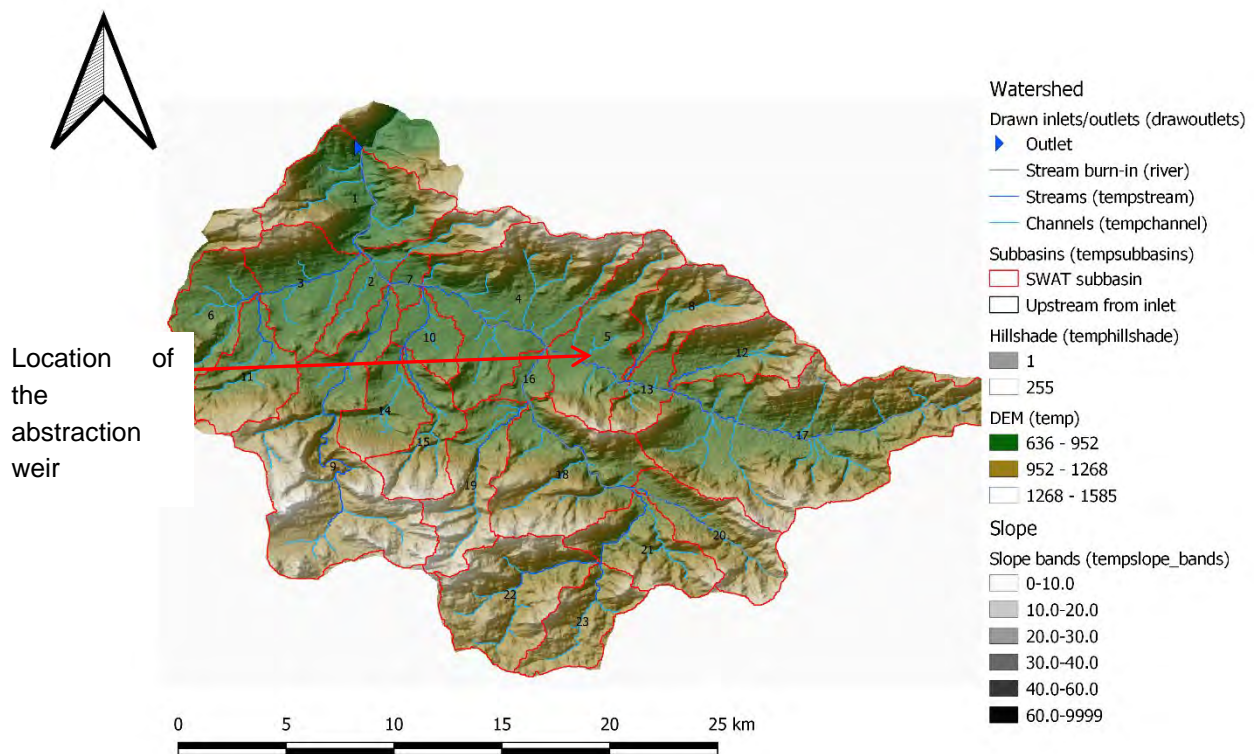 Location of
the
abstraction
weir
1
2
3
4
5
6
7
8
9
10
11
12
13
14
15
16
17
18
19
20
21
22
23
0 5 10 15 20 25 km
Watershed
Drawn inlets/outlets (drawoutlets)
Outlet
Stream burn-in (river)
Streams (tempstream)
Channels (tempchannel)
Subbasins (tempsubbasins)
SWAT subbasin
Upstream from inlet
Hillshade (temphillshade)
1
255
DEM (temp)
636 - 952
952 - 1268
1268 - 1585
Slope
Slope bands (tempslope_bands)
0-10.0
10.0-20.0
20.0-30.0
30.0-40.0
40.0-60.0
60.0-9999